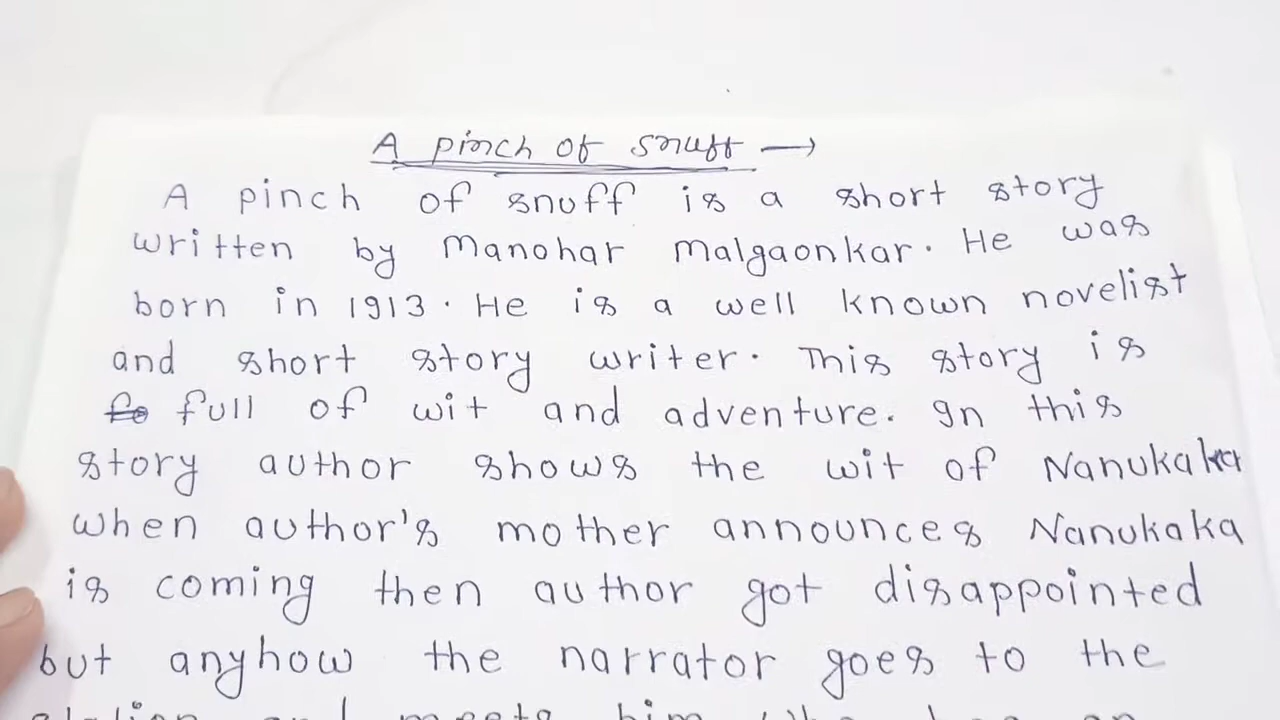 A pinch of snuff →
A pinch of snuff is a short story
written by Manohar Malgaonkar. He was
born in 1913. He is a well known novelist
and short story writer. This story is
full of wit and adventure. In this
story author shows the wit of Nanukaka
when author's mother announces Nanukaka
is coming then author got disappointed
but anyhow the narrator goes to the
and meets him